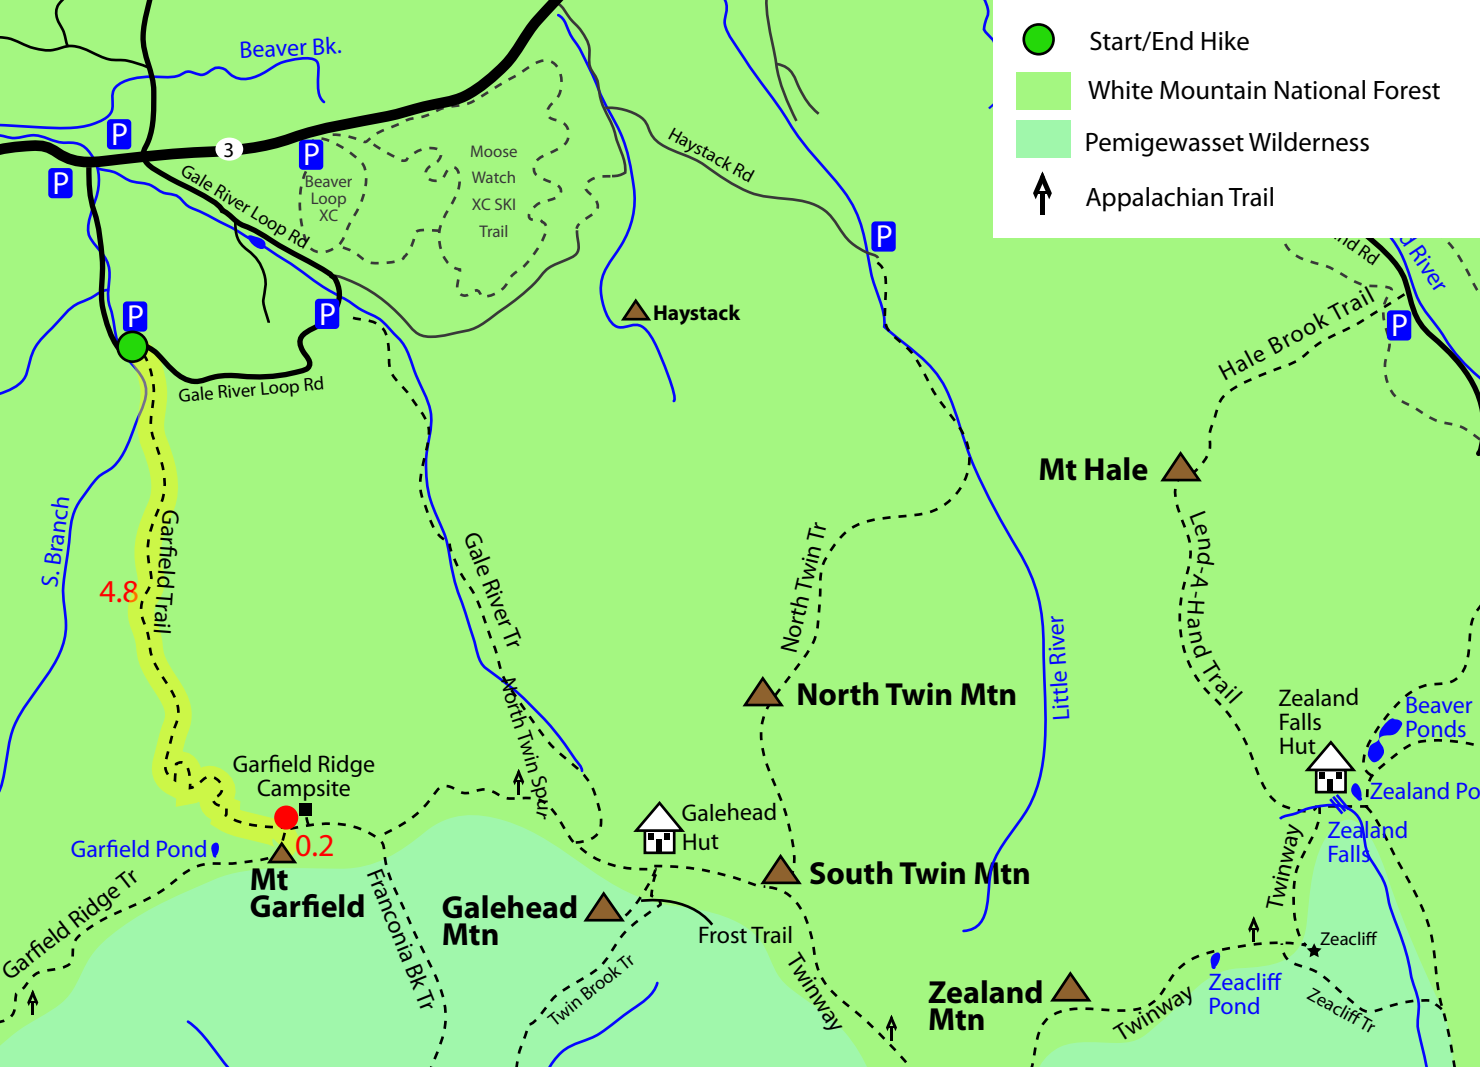 Start/End Hike
White Mountain National Forest
Pemigewasset Wilderness
Appalachian Trail
Beaver Bk.
P
3
P
P
Gale River Loop Rd
Beaver
Loop
XC
Moose
Watch
XC SKI
Trail
Haystack Rd
P
River
Rd
P
P
Haystack
Hale Brook Trail
P
Gale River Loop Rd
Mt Hale
S. Branch
Garfield Trail
4.8
Gale River Tr
North Twin Tr
Lend-A-Hand Trail
Little River
North Twin Spur
North Twin Mtn
Zealand
Falls
Hut
Beaver
Ponds
Garfield Ridge
Campsite
Zealand Po
Galehead
Hut
Zealand
Falls
Garfield Pond
0.2
Mt
Garfield
Garfield Ridge Tr
Franconia Bk Tr
Galehead
Mtn
South Twin Mtn
Frost Trail
Twinway
Zeacliff
Twin Brook Tr
Twinway
Zealand
Mtn
Zeacliff
Pond
Twinway
Zeacliff Tr